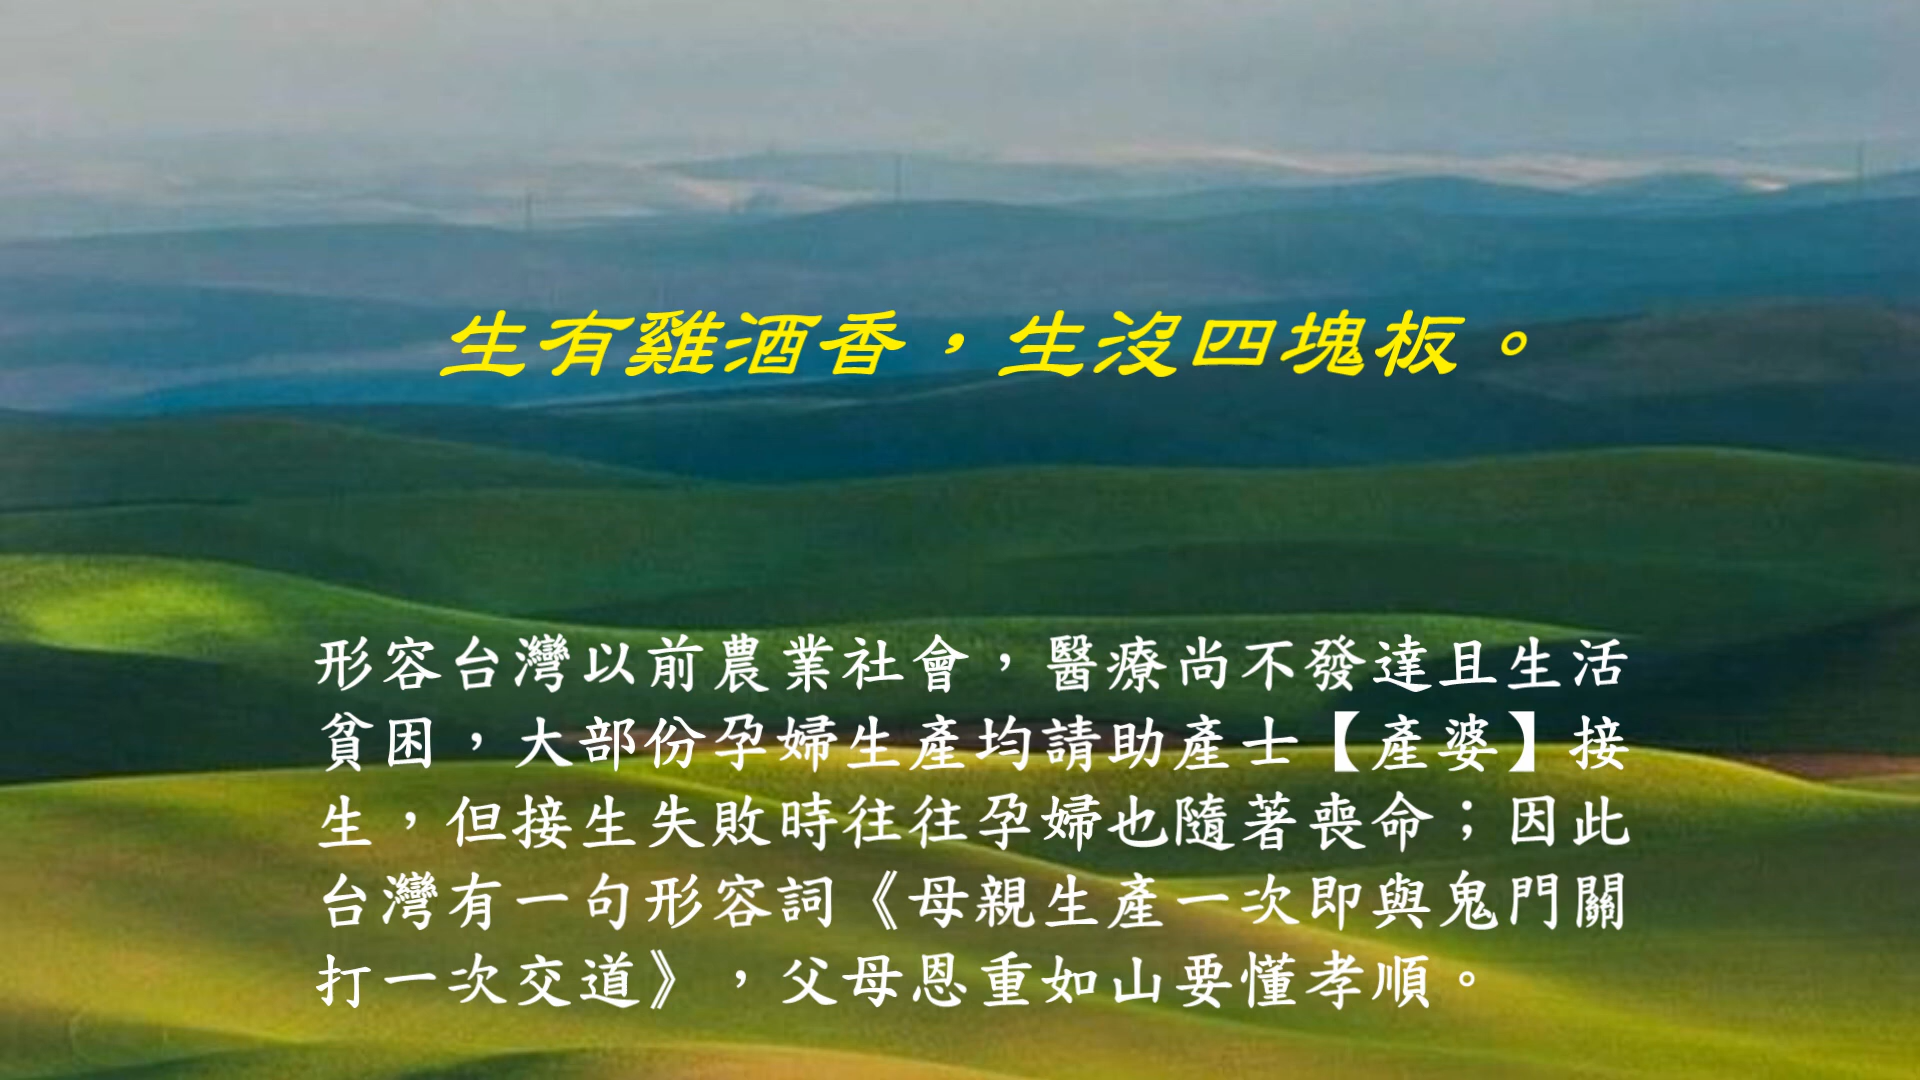 生有雞酒香，生沒四塊板。
形容台灣以前農業社會，醫療尚不發達且生活
貧困，大部份孕婦生產均請助產士【產婆】接
生，但接生失敗時往往孕婦也隨著喪命；因此
台灣有一句形容詞《母親生產一次即與鬼門關
打一次交道》，父母恩重如山要懂孝順。